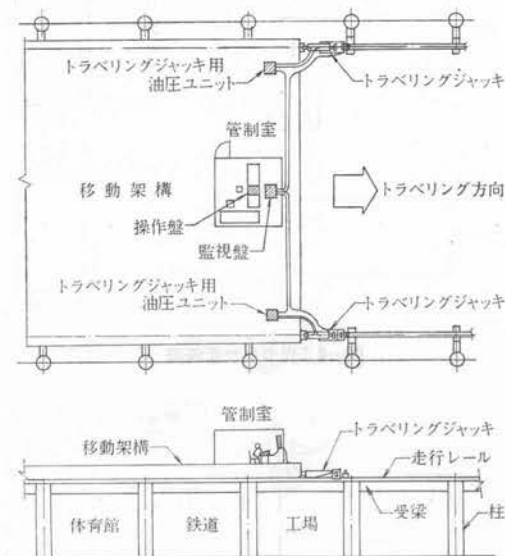 トラベリングジャッキ用
油圧ユニット
トラベリングジャッキ
管制室
移動架構
トラベリング方向
操作盤
監視盤
トラベリングジャッキ用
油圧ユニット
トラベリングジャッキ
管制室
移動架構
トラベリングジャッキ
走行レール
受梁
柱
体育館
鉄道
工場